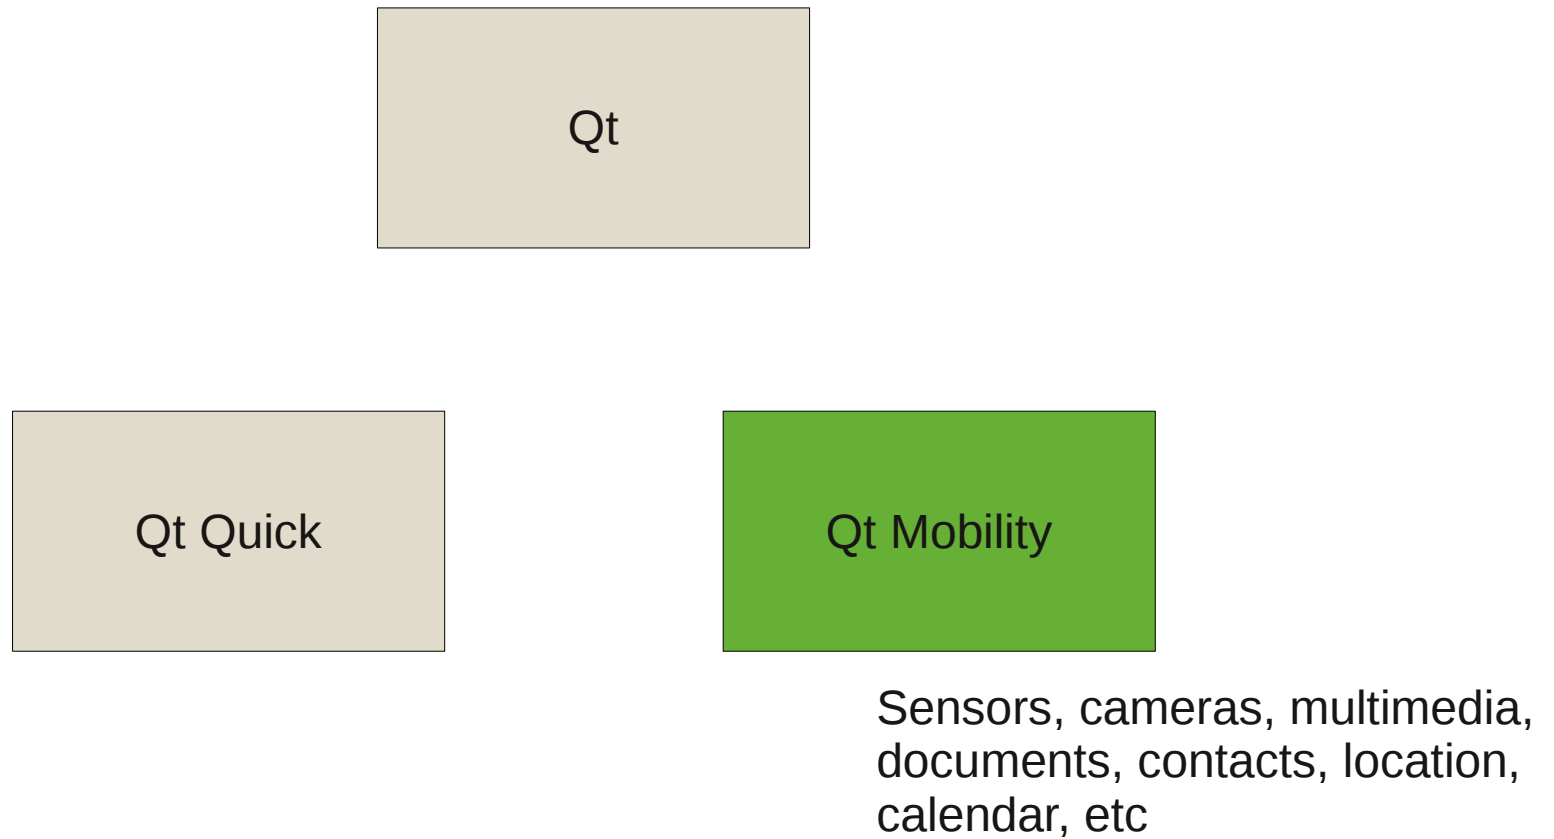 Qt
Qt Quick
Qt Mobility
Sensors, cameras, multimedia,
documents, contacts, location,
calendar, etc